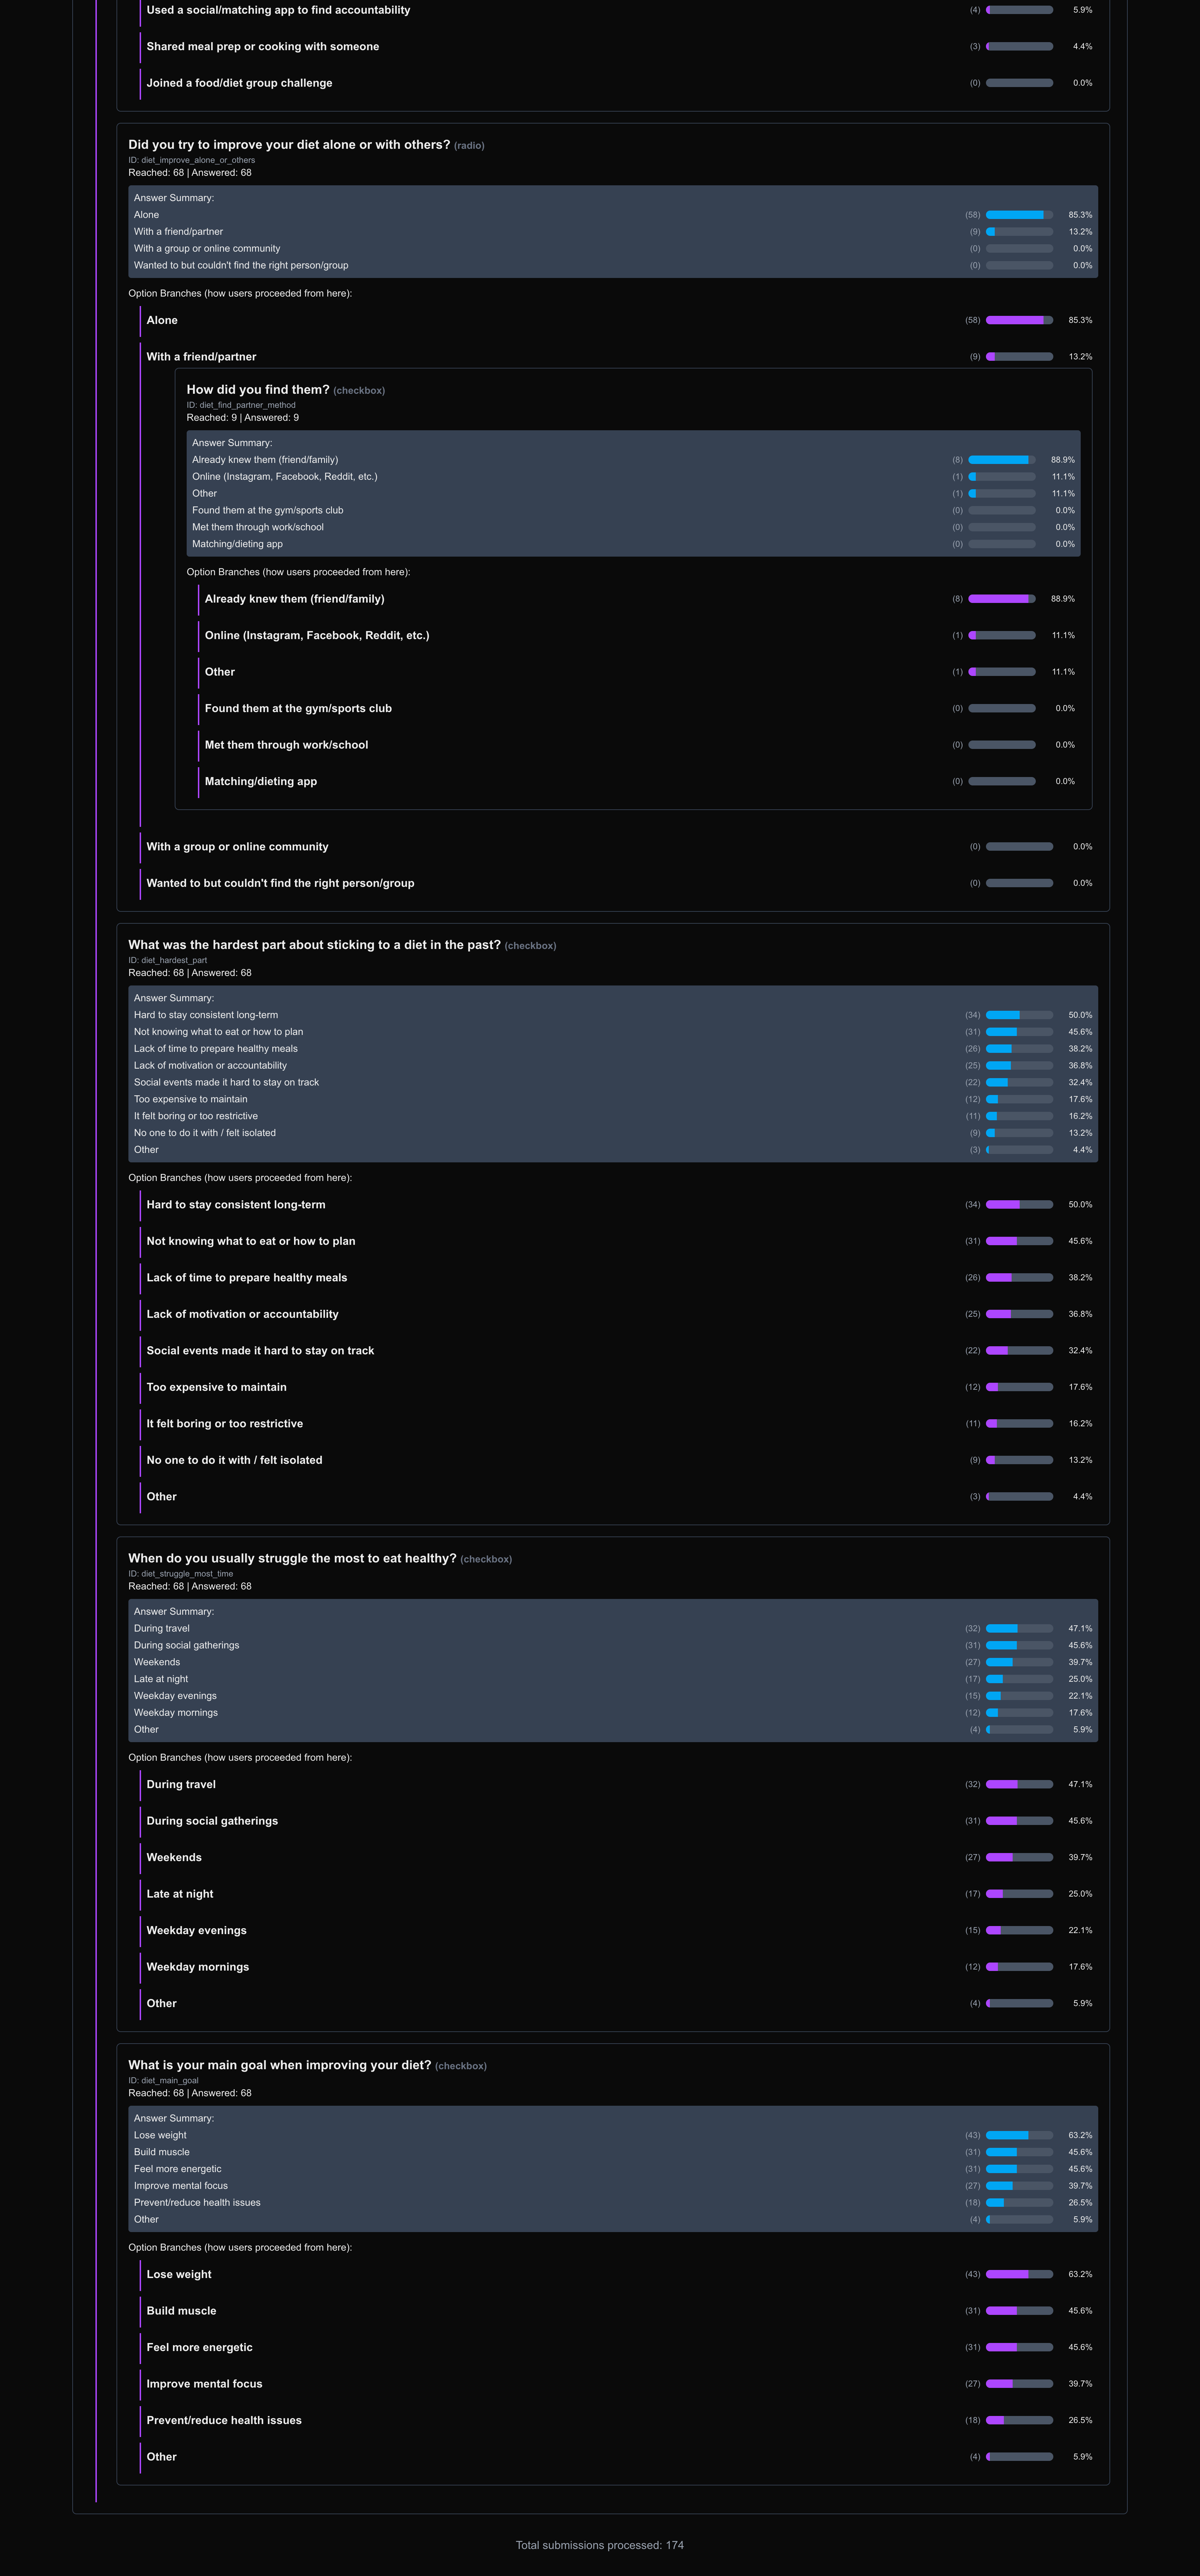 Used a social/matching app to find accountability (4) 5.9%
Shared meal prep or cooking with someone (3) 4.4%
Joined a food/diet group challenge (0) 0.0%
Did you try to improve your diet alone or with others? (radio)
ID: diet_improve_alone_or_others
Reached: 68 | Answered: 68
Answer Summary:
Alone (58) 85.3%
With a friend/partner (9) 13.2%
With a group or online community (0) 0.0%
Wanted to but couldn't find the right person/group (0) 0.0%
Option Branches (how users proceeded from here):
Alone (58) 85.3%
With a friend/partner (9) 13.2%
How did you find them? (checkbox)
ID: diet_find_partner_method
Reached: 9 | Answered: 9
Answer Summary:
Already knew them (friend/family) (8) 88.9%
Online (Instagram, Facebook, Reddit, etc.) (1) 11.1%
Other (1) 11.1%
Found them at the gym/sports club (0) 0.0%
Met them through work/school (0) 0.0%
Matching/dieting app (0) 0.0%
Option Branches (how users proceeded from here):
Already knew them (friend/family) (8) 88.9%
Online (Instagram, Facebook, Reddit, etc.) (1) 11.1%
Other (1) 11.1%
Found them at the gym/sports club (0) 0.0%
Met them through work/school (0) 0.0%
Matching/dieting app (0) 0.0%
With a group or online community (0) 0.0%
Wanted to but couldn't find the right person/group (0) 0.0%
What was the hardest part about sticking to a diet in the past? (checkbox)
ID: diet_hardest_part
Reached: 68 | Answered: 68
Answer Summary:
Hard to stay consistent long-term (34) 50.0%
Not knowing what to eat or how to plan (31) 45.6%
Lack of time to prepare healthy meals (26) 38.2%
Lack of motivation or accountability (25) 36.8%
Social events made it hard to stay on track (22) 32.4%
Too expensive to maintain (12) 17.6%
It felt boring or too restrictive (11) 16.2%
No one to do it with / felt isolated (9) 13.2%
Other (3) 4.4%
Option Branches (how users proceeded from here):
Hard to stay consistent long-term (34) 50.0%
Not knowing what to eat or how to plan (31) 45.6%
Lack of time to prepare healthy meals (26) 38.2%
Lack of motivation or accountability (25) 36.8%
Social events made it hard to stay on track (22) 32.4%
Too expensive to maintain (12) 17.6%
It felt boring or too restrictive (11) 16.2%
No one to do it with / felt isolated (9) 13.2%
Other (3) 4.4%
When do you usually struggle the most to eat healthy? (checkbox)
ID: diet_struggle_most_time
Reached: 68 | Answered: 68
Answer Summary:
During travel (32) 47.1%
During social gatherings (31) 45.6%
Weekends (27) 39.7%
Late at night (17) 25.0%
Weekday evenings (15) 22.1%
Weekday mornings (12) 17.6%
Other (4) 5.9%
Option Branches (how users proceeded from here):
During travel (32) 47.1%
During social gatherings (31) 45.6%
Weekends (27) 39.7%
Late at night (17) 25.0%
Weekday evenings (15) 22.1%
Weekday mornings (12) 17.6%
Other (4) 5.9%
What is your main goal when improving your diet? (checkbox)
ID: diet_main_goal
Reached: 68 | Answered: 68
Answer Summary:
Lose weight (43) 63.2%
Build muscle (31) 45.6%
Feel more energetic (31) 45.6%
Improve mental focus (27) 39.7%
Prevent/reduce health issues (18) 26.5%
Other (4) 5.9%
Option Branches (how users proceeded from here):
Lose weight (43) 63.2%
Build muscle (31) 45.6%
Feel more energetic (31) 45.6%
Improve mental focus (27) 39.7%
Prevent/reduce health issues (18) 26.5%
Other (4) 5.9%
Total submissions processed: 174